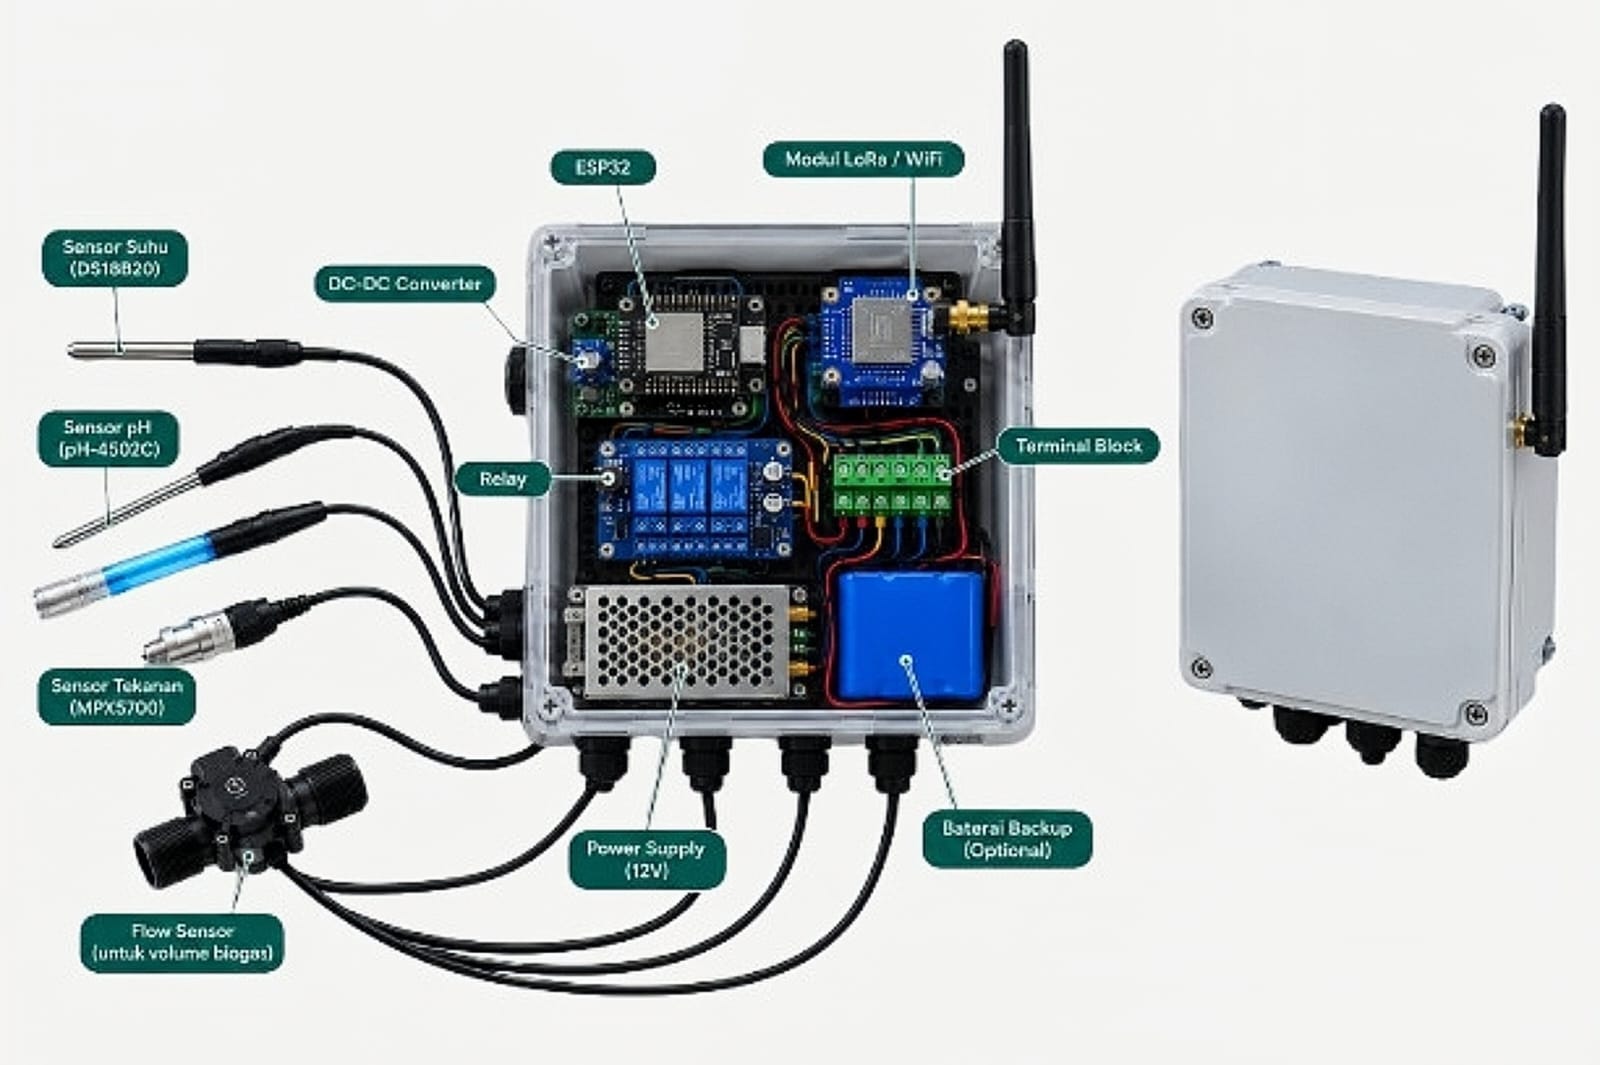 ESP32
Modul LoRa / WiFi
Sensor Suhu
(DS18B20)
DC-DC Converter
Sensor pH
(pH-4502C)
Relay
Terminal Block
Sensor Tekanan
(MPX5700)
Power Supply
(12V)
Baterai Backup
(Optional)
Flow Sensor
(untuk volume biogas)